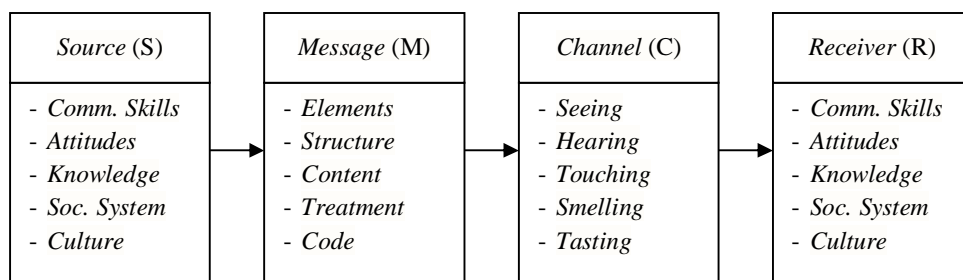 Source (S)
- Comm. Skills
- Attitudes
- Knowledge
- Soc. System
- Culture
Message (M)
- Elements
- Structure
- Content
- Treatment
- Code
Channel (C)
- Seeing
- Hearing
- Touching
- Smelling
- Tasting
Receiver (R)
- Comm. Skills
- Attitudes
- Knowledge
- Soc. System
- Culture